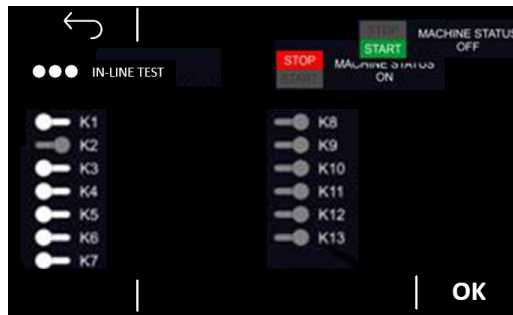 STOP
START
MACHINE STATUS
OFF
IN-LINE TEST
STOP
START
MACHINE STATUS
ON
K1
K2
K3
K4
K5
K6
K7
K8
K9
K10
K11
K12
K13
OK